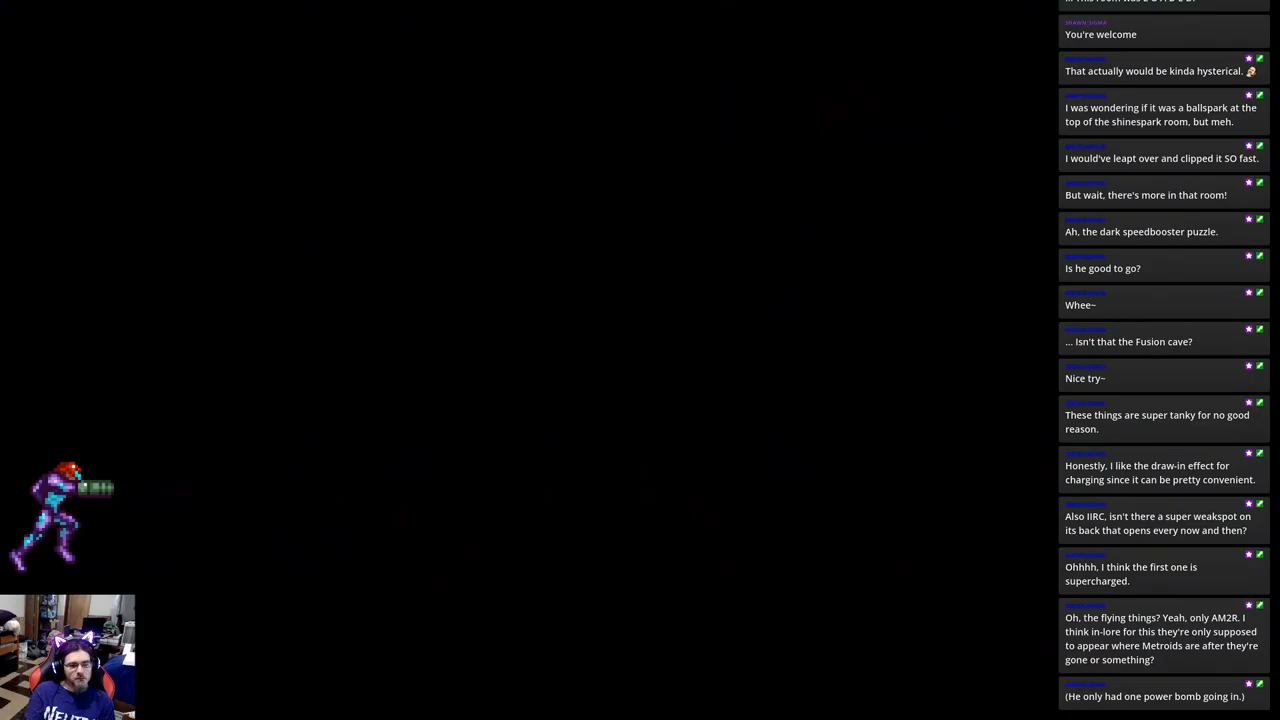 SHAWN SIGMA
You're welcome
That actually would be kinda hysterical.
I was wondering if it was a ballspark at the
top of the shinespark room, but meh.
I would've leapt over and clipped it SO fast.
But wait, there's more in that room!
Ah, the dark speedbooster puzzle.
Is he good to go?
Whee~
... Isn't that the Fusion cave?
Nice try~
These things are super tanky for no good
reason.
Honestly, I like the draw-in effect for
charging since it can be pretty convenient.
Also IIRC, isn't there a super weakspot on
its back that opens every now and then?
Ohhhh, I think the first one is
supercharged.
Oh, the flying things? Yeah, only AM2R. I
think in-lore for this they're only supposed
to appear where Metroids are after they're
gone or something?
(He only had one power bomb going in.)